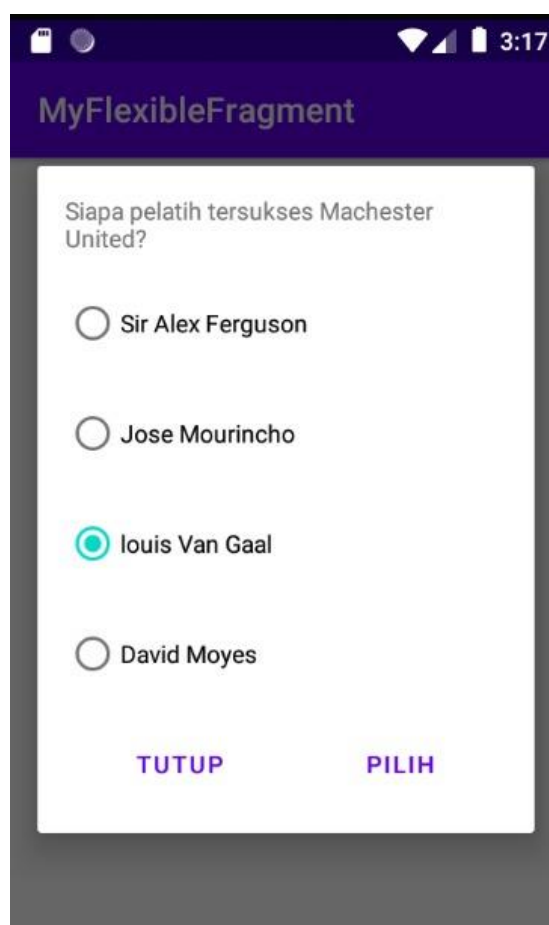 3:17
MyFlexibleFragment
Siapa pelatih tersukses Machester
United?
Sir Alex Ferguson
Jose Mourincho
louis Van Gaal
David Moyes
TUTUP PILIH